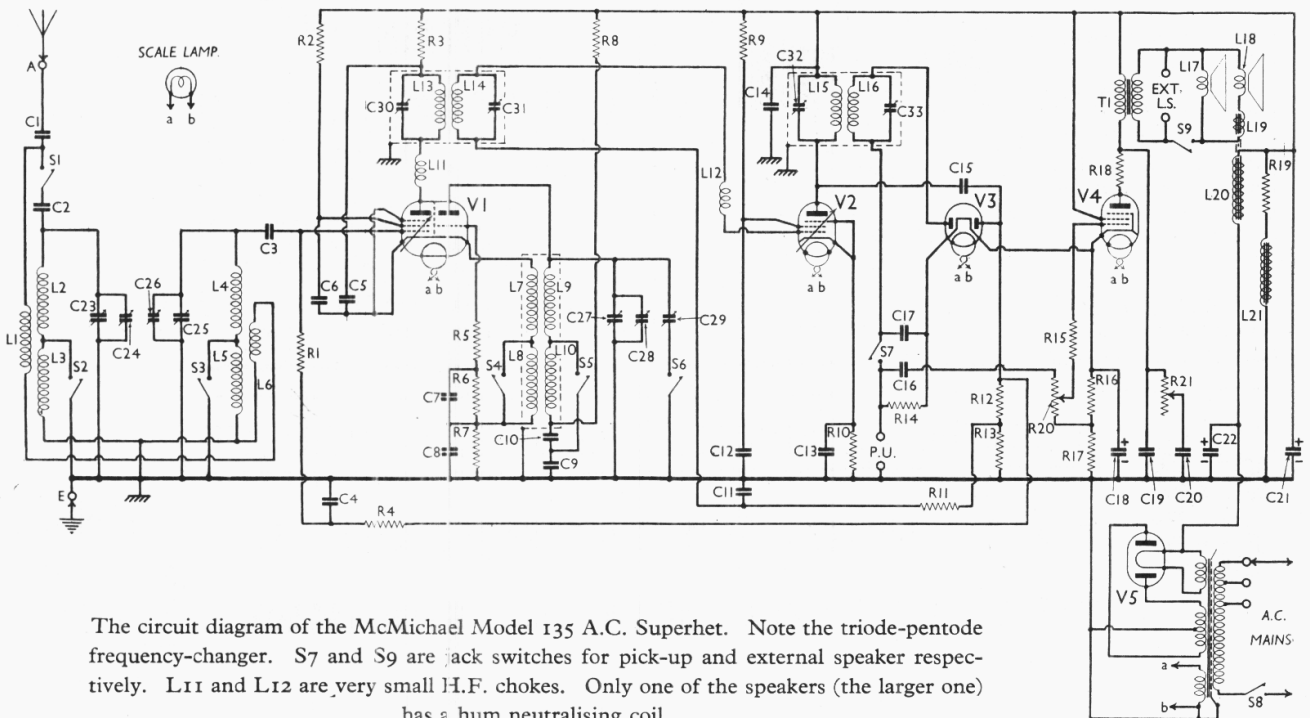 R2
R3
R8
R9
L18
A
SCALE LAMP.
C32
L17
L13
L14
C30
C31
C14
L15
L16
C33
T1
EXT.
L.S.
L19
S9
a b
C1
S1
L11
L12
C15
R18
R19
C2
V1
V2
V3
V4
L20
C3
a b
a b
a b
a b
L2
C23
C26
L4
C6
C5
L7
L9
C27
C29
C24
C25
C28
C17
L21
L1
L3
S2
S3
L5
L6
R1
R5
L8
L10
S4
S5
S6
S7
R15
C16
R6
C7
R12
R16
R21
R14
R20
R7
C10
R10
R13
C8
C9
C12
C13
P.U.
R17
C22
+
+
+
C11
R11
–
–
–
E
C4
C18
C19
C20
C21
R4
V5
A.C.
MAINS
a
b
S8
The circuit diagram of the McMichael Model 135 A.C. Superhet. Note the triode-pentode
frequency-changer. S7 and S9 are jack switches for pick-up and external speaker respec-
tively. L11 and L12 are very small H.F. chokes. Only one of the speakers (the larger one)
has a hum neutralising coil